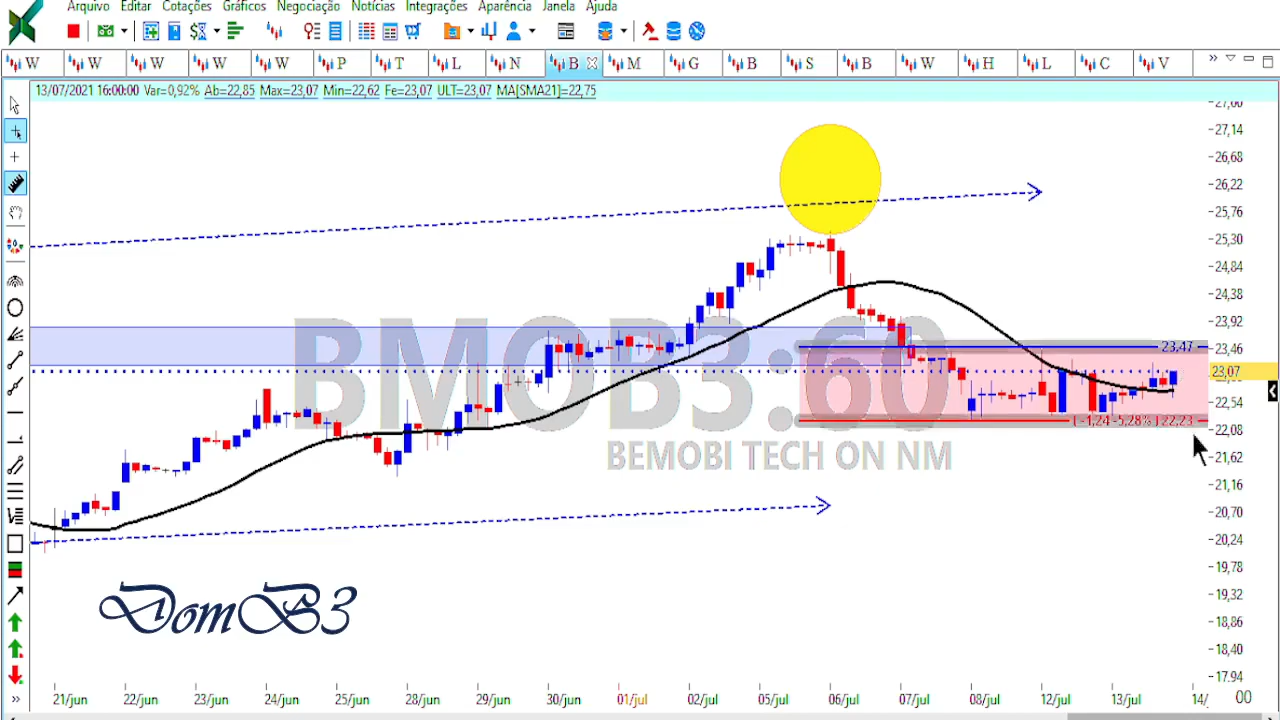 Arquivo Editar Cotações Gráficos Negociação Notícias Integrações Aparência Janela Ajuda
W W W W W P T L N B M G B S B W H L C V
13/07/2021 16:00:00 Var=0,92% Ab=22,85 Max=23,07 Min=22,62 Fe=23,07 ULT=23,07 MA[SMA21]=22,75
27,60
27,14
26,68
26,22
25,76
25,30
24,84
24,38
23,92
23,47
23,46
23,07
22,54
( -1,24 -5,28% ) 22,23
22,08
21,62
21,16
20,70
20,24
19,78
19,32
18,86
18,40
17,94
BMOB3:60
BEMOBI TECH ON NM
DomB3
21/jun 22/jun 23/jun 24/jun 25/jun 28/jun 29/jun 30/jun 01/jul 02/jul 05/jul 06/jul 07/jul 08/jul 12/jul 13/jul 14/ 00